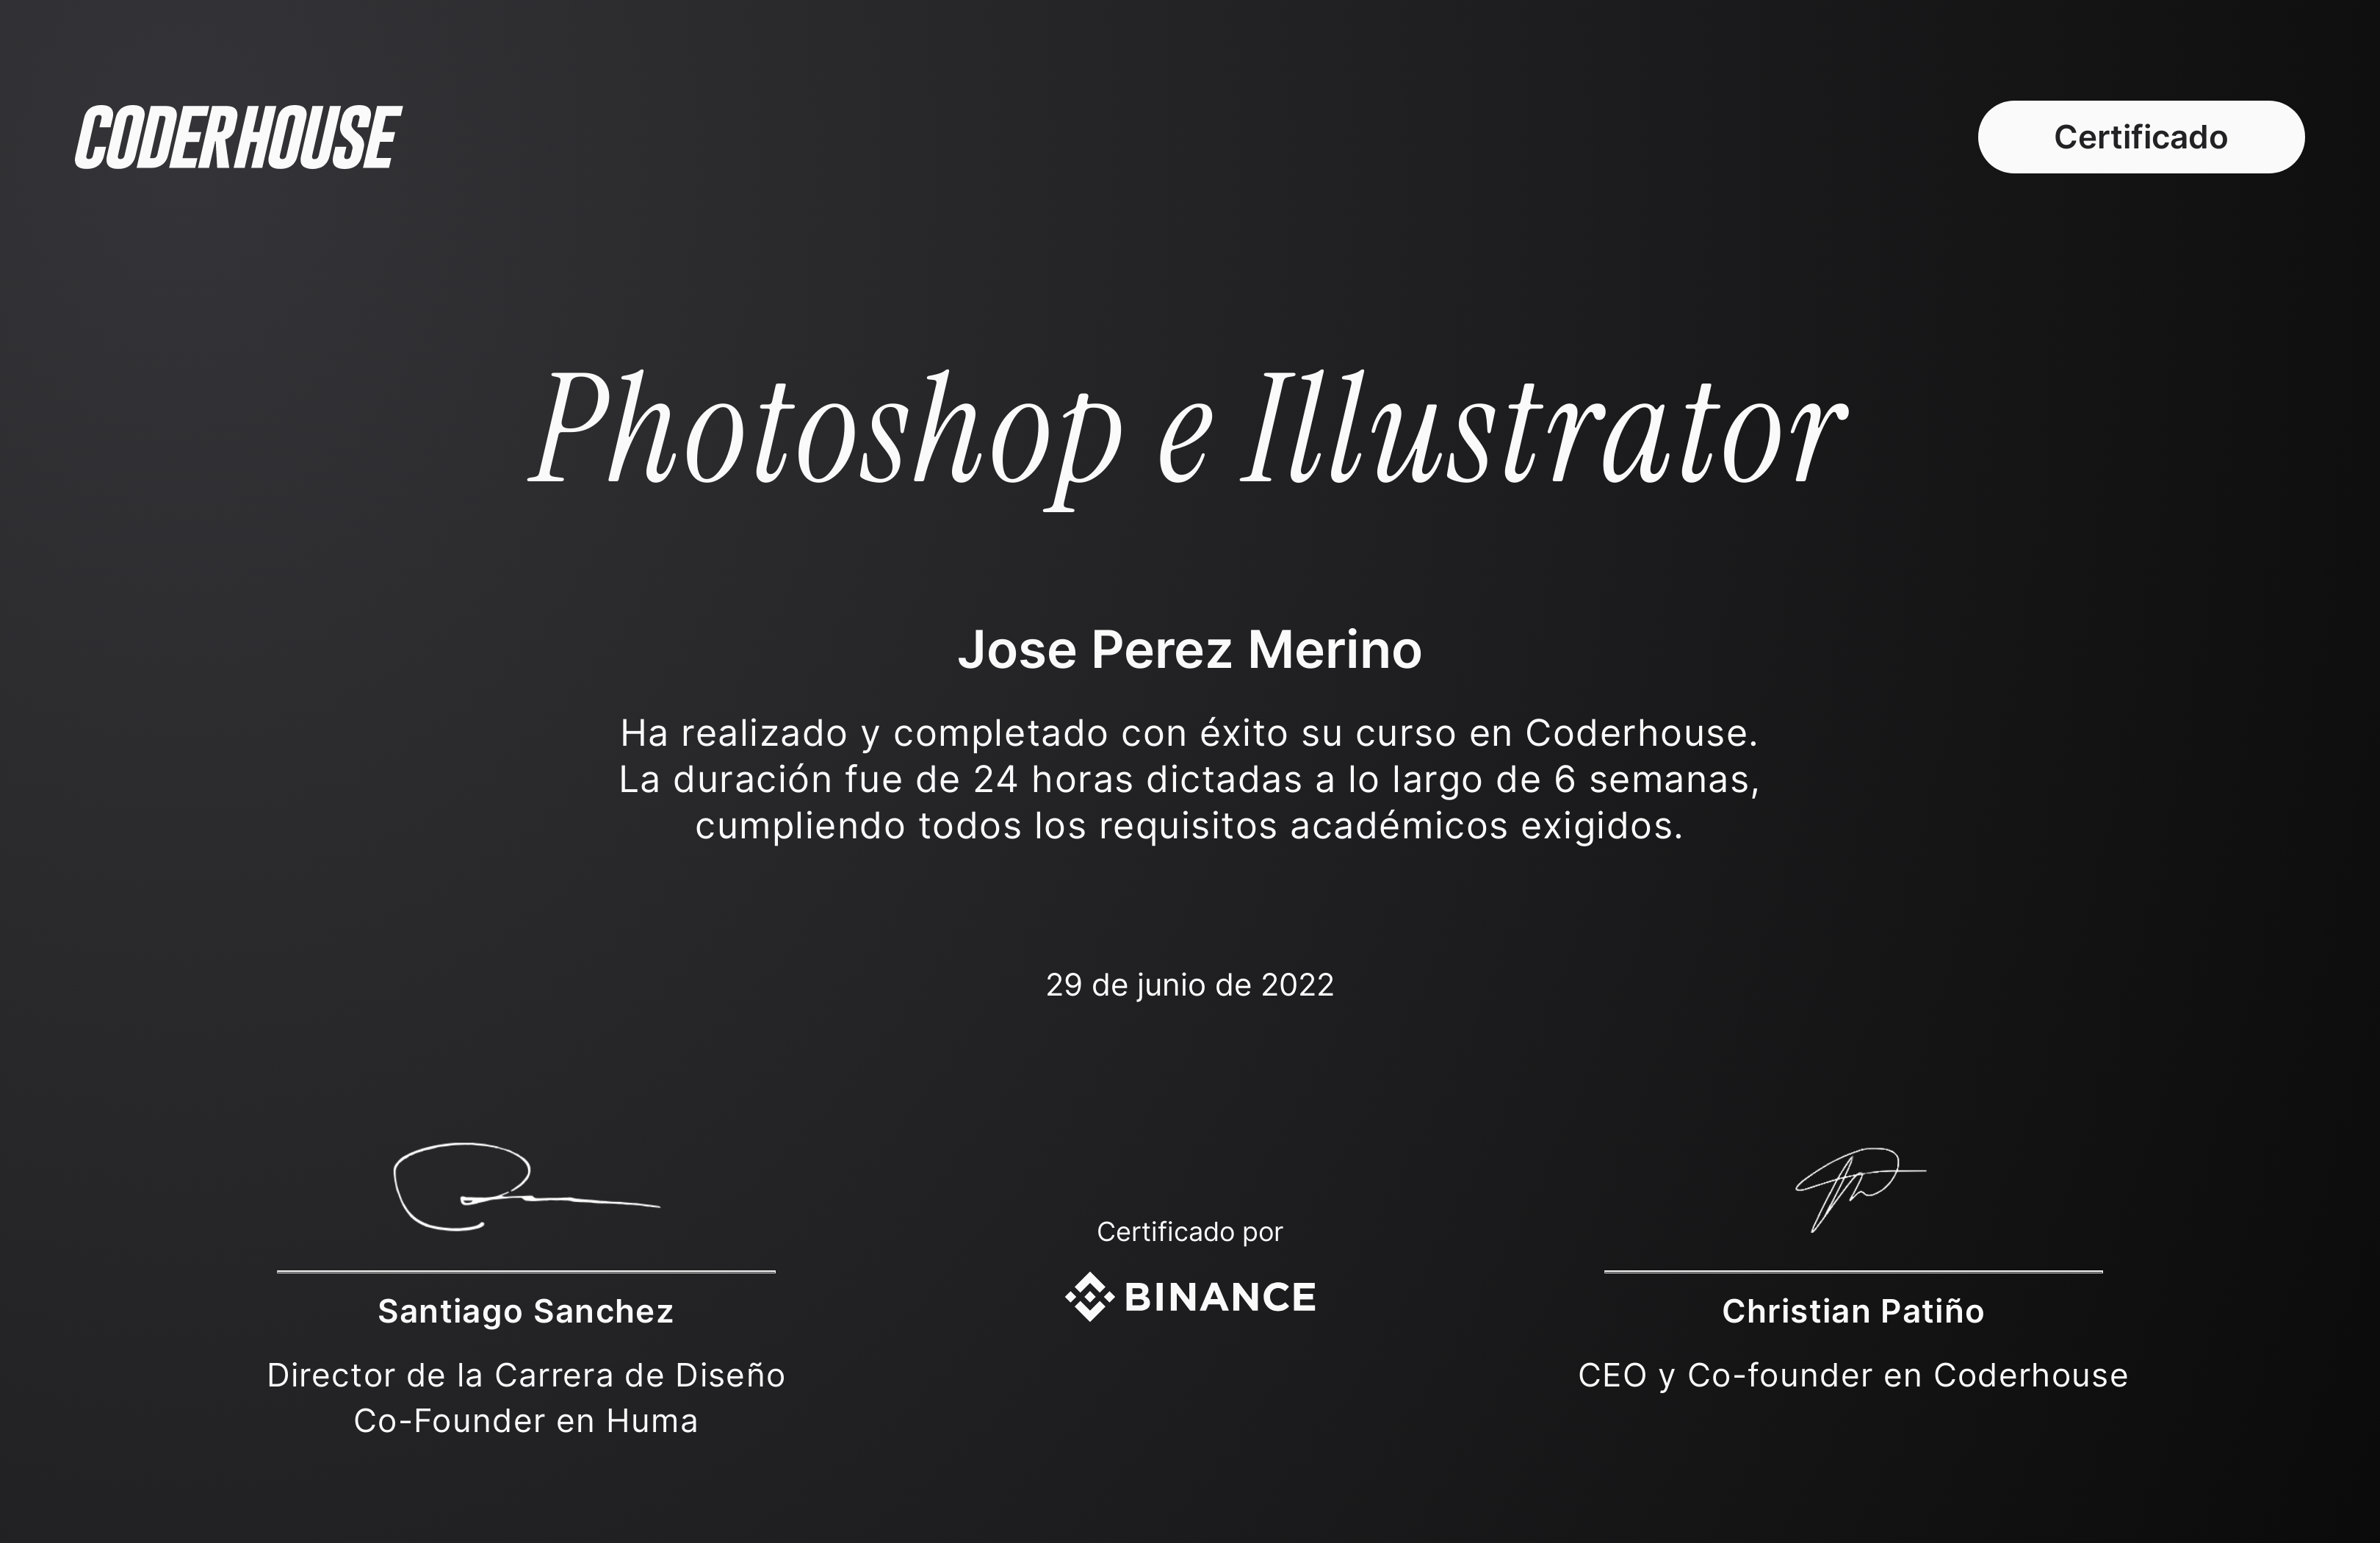 CODERHOUSE
Certificado
Photoshop e Illustrator
Jose Perez Merino
Ha realizado y completado con éxito su curso en Coderhouse.
La duración fue de 24 horas dictadas a lo largo de 6 semanas,
cumpliendo todos los requisitos académicos exigidos.
29 de junio de 2022
Santiago Sanchez
Director de la Carrera de Diseño
Co-Founder en Huma
Certificado por
BINANCE
Christian Patiño
CEO y Co-founder en Coderhouse